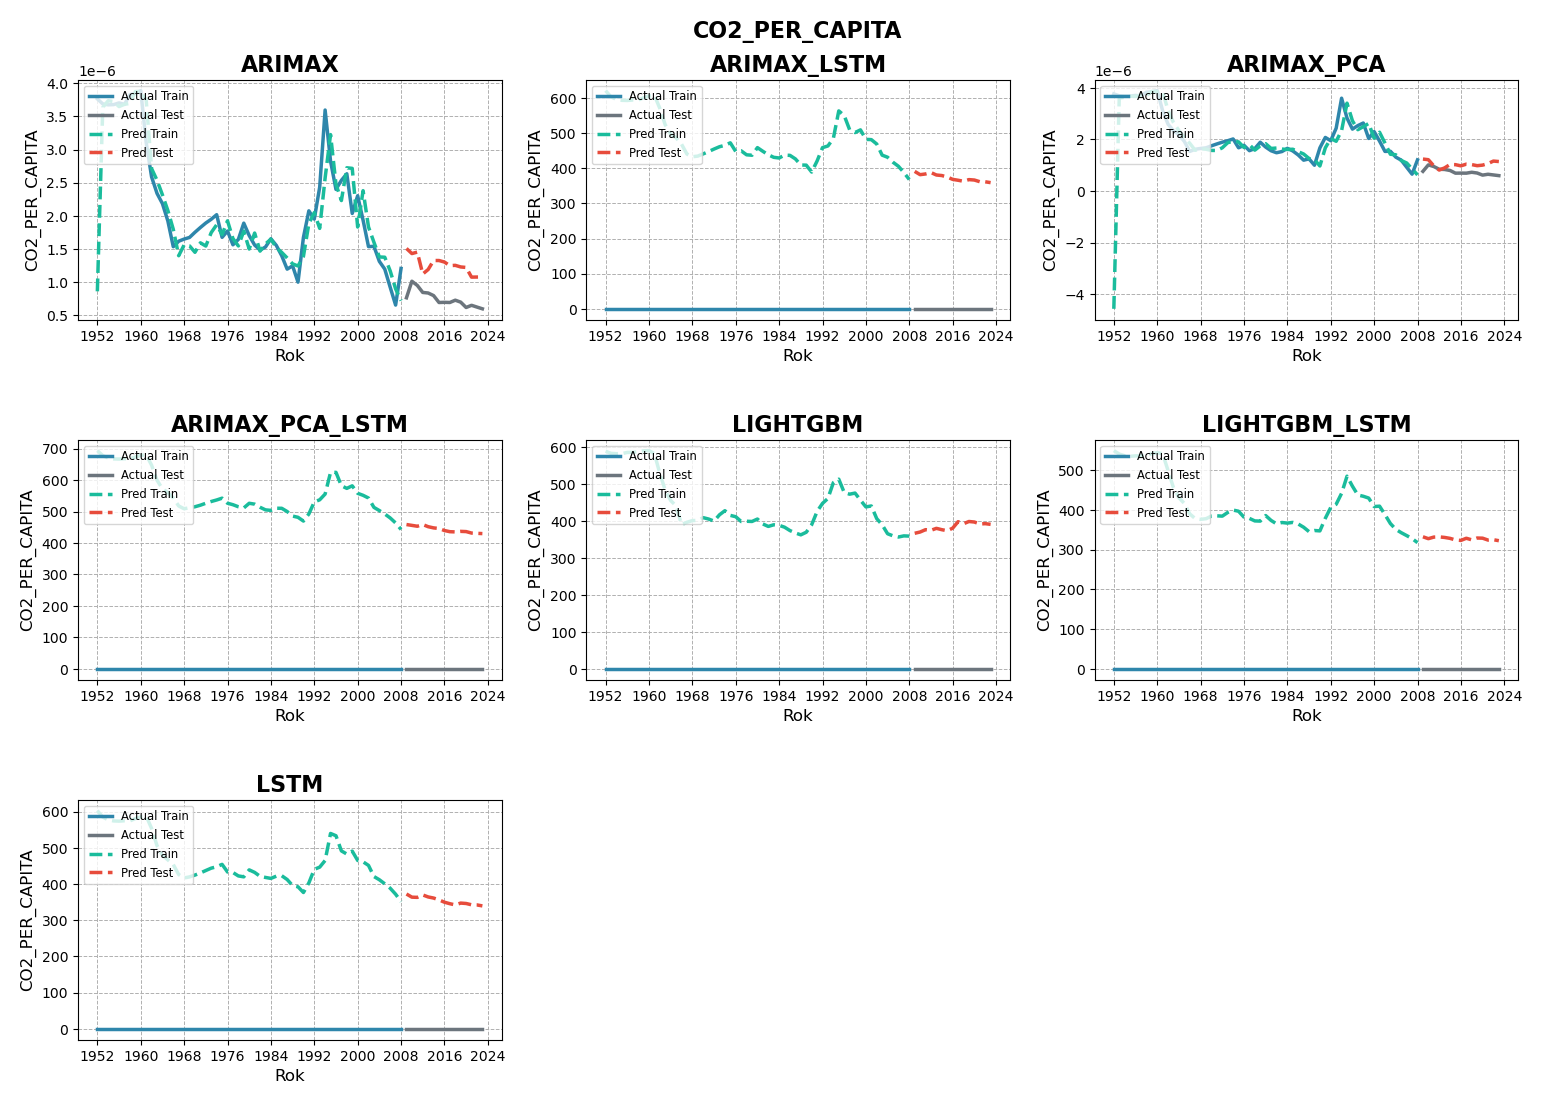 CO2_PER_CAPITA
ARIMAX
1e−6
4.0
3.5
3.0
2.5
2.0
1.5
1.0
0.5
CO2_PER_CAPITA
Actual Train
Actual Test
Pred Train
Pred Test
1952 1960 1968 1976 1984 1992 2000 2008 2016 2024
Rok
ARIMAX_LSTM
600
500
400
300
200
100
0
CO2_PER_CAPITA
Actual Train
Actual Test
Pred Train
Pred Test
1952 1960 1968 1976 1984 1992 2000 2008 2016 2024
Rok
ARIMAX_PCA
1e−6
4
2
0
−2
−4
CO2_PER_CAPITA
Actual Train
Actual Test
Pred Train
Pred Test
1952 1960 1968 1976 1984 1992 2000 2008 2016 2024
Rok
ARIMAX_PCA_LSTM
700
600
500
400
300
200
100
0
CO2_PER_CAPITA
Actual Train
Actual Test
Pred Train
Pred Test
1952 1960 1968 1976 1984 1992 2000 2008 2016 2024
Rok
LIGHTGBM
600
500
400
300
200
100
0
CO2_PER_CAPITA
Actual Train
Actual Test
Pred Train
Pred Test
1952 1960 1968 1976 1984 1992 2000 2008 2016 2024
Rok
LIGHTGBM_LSTM
500
400
300
200
100
0
CO2_PER_CAPITA
Actual Train
Actual Test
Pred Train
Pred Test
1952 1960 1968 1976 1984 1992 2000 2008 2016 2024
Rok
LSTM
600
500
400
300
200
100
0
CO2_PER_CAPITA
Actual Train
Actual Test
Pred Train
Pred Test
1952 1960 1968 1976 1984 1992 2000 2008 2016 2024
Rok